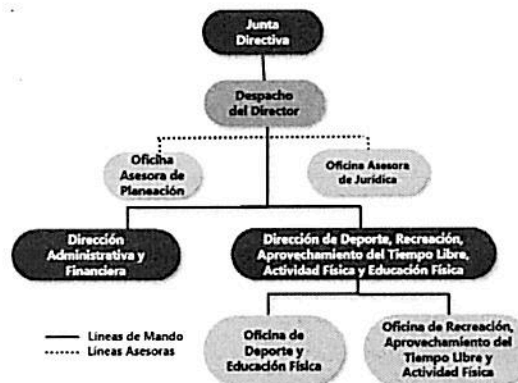 Junta
Directiva
Despacho
del Director
Oficina
Asesora de
Planeación
Oficina Asesora
de Jurídica
Dirección
Administrativa y
Financiera
Dirección de Deporte, Recreación,
Aprovechamiento del Tiempo Libre,
Actividad Física y Educación Física
Líneas de Mando
Líneas Asesoras
Oficina de
Deporte y
Educación Física
Oficina de Recreación,
Aprovechamiento del
Tiempo Libre y
Actividad Física